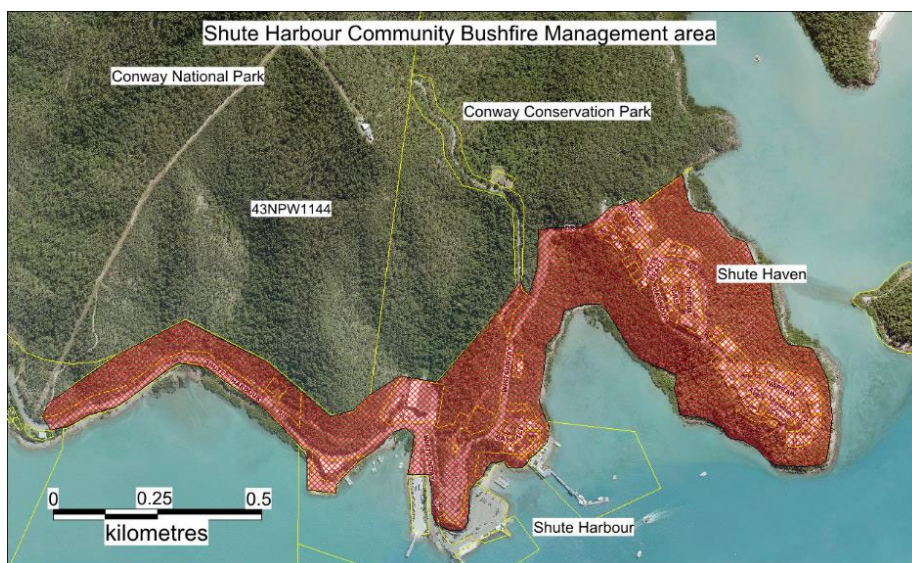 Shute Harbour Community Bushfire Management area
Conway National Park
Conway Conservation Park
43NPW1144
Shute Haven
0 0.25 0.5
kilometres
Shute Harbour